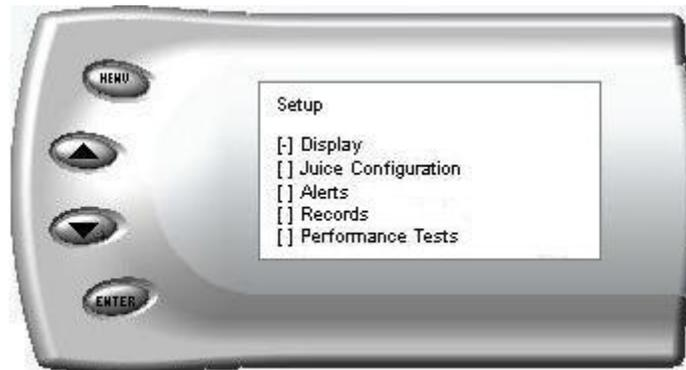 MENU
Setup
[-] Display
[ ] Juice Configuration
[ ] Alerts
[ ] Records
[ ] Performance Tests
ENTER